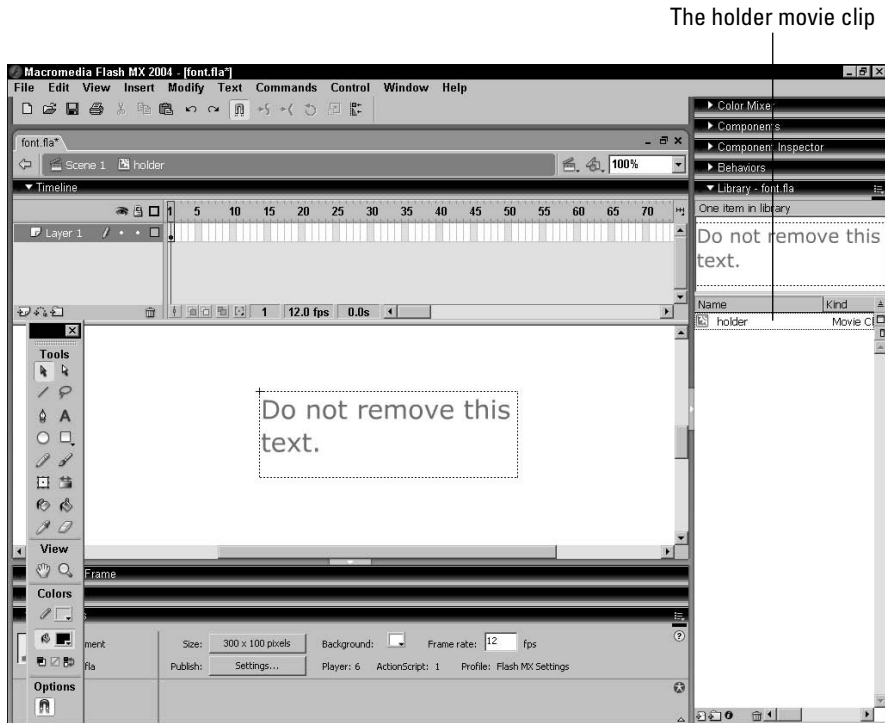 The holder movie clip
Macromedia Flash MX 2004 - [font.fla*]
File Edit View Insert Modify Text Commands Control Window Help
font.fla*
Scene 1 holder
100%
Timeline
1 5 10 15 20 25 30 35 40 45 50 55 60 65 70
Layer 1
1 12.0 fps 0.0s
Tools
A
View
Colors
Options
Do not remove this
text.
Frame
Size: 300 x 100 pixels Background: Frame rate: 12 fps
Publish: Settings... Player: 6 ActionScript: 1 Profile: Flash MX Settings
ment
fla
Color Mixer
Components
Component Inspector
Behaviors
Library - font.fla
One item in library
Do not remove this
text.
Name Kind
holder Movie Cl